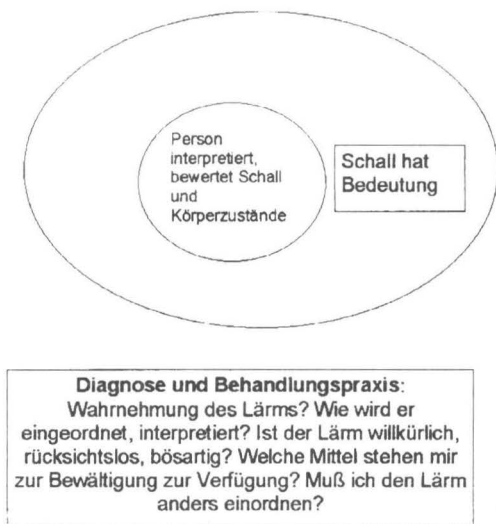 Person
interpretiert,
bewertet Schall
und
Körperzustände
Schall hat
Bedeutung
Diagnose und Behandlungspraxis:
Wahrnehmung des Lärms? Wie wird er
eingeordnet, interpretiert? Ist der Lärm willkürlich,
rücksichtslos, bösartig? Welche Mittel stehen mir
zur Bewältigung zur Verfügung? Muß ich den Lärm
anders einordnen?